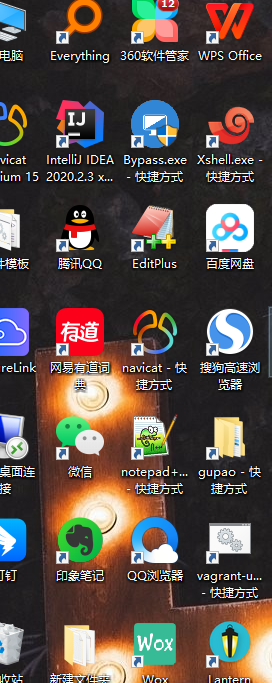 电脑
Everything
12
360软件管家
WPS Office
vicat
ium 15
IJ
IntelliJ IDEA
2020.2.3 x...
Bypass.exe
- 快捷方式
Xshell.exe -
快捷方式
件模板
腾讯QQ
EditPlus
百度网盘
reLink
有道
网易有道词
典
navicat - 快
捷方式
搜狗高速浏
览器
桌面连
接
微信
notepad+...
- 快捷方式
gupao - 快
捷方式
钉钉
印象笔记
QQ浏览器
vagrant-u...
- 快捷方式
收站
新建文件夹
Wox
Wox
Lantern